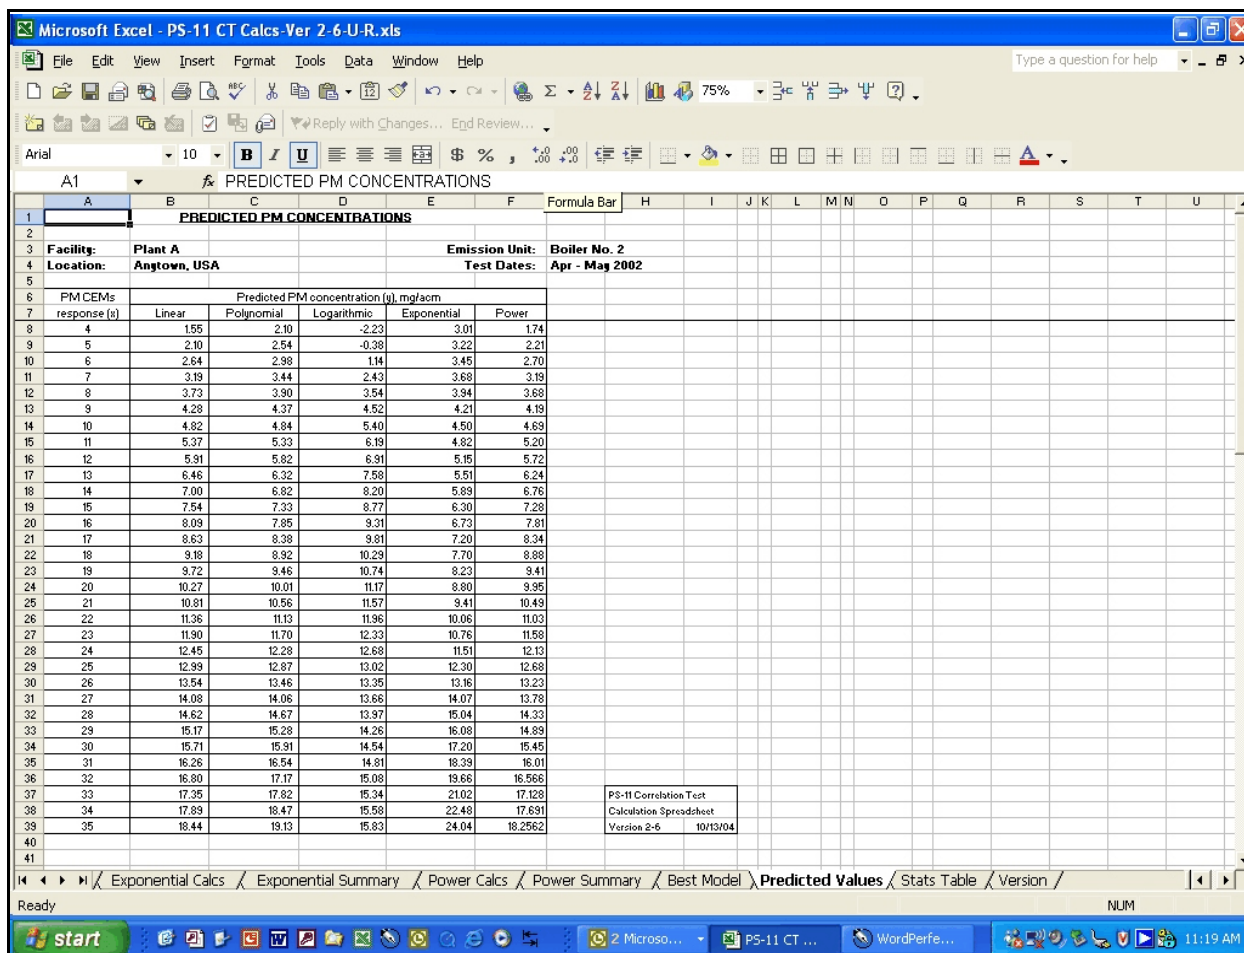 Microsoft Excel - PS-11 CT Calcs-Ver 2-6-U-R.xls
File Edit View Insert Format Tools Data Window Help Type a question for help
75%
Reply with Changes... End Review...
Arial 10 B I U $ % ,
A1 fx PREDICTED PM CONCENTRATIONS
Formula Bar
A B C D E F H I J K L M N O P Q R S T U
1 PREDICTED PM CONCENTRATIONS
2
3 Facility: Plant A Emission Unit: Boiler No. 2
4 Location: Anytown, USA Test Dates: Apr - May 2002
5
6 PM CEMs Predicted PM concentration (y), mg/acm
7 response (x) Linear Polynomial Logarithmic Exponential Power
8 4 1.55 2.10 -2.23 3.01 1.74
9 5 2.10 2.54 -0.38 3.22 2.21
10 6 2.64 2.98 1.14 3.45 2.70
11 7 3.19 3.44 2.43 3.68 3.19
12 8 3.73 3.90 3.54 3.94 3.68
13 9 4.28 4.37 4.52 4.21 4.19
14 10 4.82 4.84 5.40 4.50 4.69
15 11 5.37 5.33 6.19 4.82 5.20
16 12 5.91 5.82 6.91 5.15 5.72
17 13 6.46 6.32 7.58 5.51 6.24
18 14 7.00 6.82 8.20 5.89 6.76
19 15 7.54 7.33 8.77 6.30 7.28
20 16 8.09 7.85 9.31 6.73 7.81
21 17 8.63 8.38 9.81 7.20 8.34
22 18 9.18 8.92 10.29 7.70 8.88
23 19 9.72 9.46 10.74 8.23 9.41
24 20 10.27 10.01 11.17 8.80 9.95
25 21 10.81 10.56 11.57 9.41 10.49
26 22 11.36 11.13 11.96 10.06 11.03
27 23 11.90 11.70 12.33 10.76 11.58
28 24 12.45 12.28 12.68 11.51 12.13
29 25 12.99 12.87 13.02 12.30 12.68
30 26 13.54 13.46 13.35 13.16 13.23
31 27 14.08 14.06 13.66 14.07 13.78
32 28 14.62 14.67 13.97 15.04 14.33
33 29 15.17 15.28 14.26 16.08 14.89
34 30 15.71 15.91 14.54 17.20 15.45
35 31 16.26 16.54 14.81 18.39 16.01
36 32 16.80 17.17 15.08 19.66 16.566
37 33 17.35 17.82 15.34 21.02 17.128 PS-11 Correlation Test
38 34 17.89 18.47 15.58 22.48 17.691 Calculation Spreadsheet
39 35 18.44 19.13 15.83 24.04 18.2562 Version 2-6 10/13/04
40
41
Exponential Calcs / Exponential Summary / Power Calcs / Power Summary / Best Model \ Predicted Values / Stats Table / Version /
Ready NUM
start 2 Microso... PS-11 CT ... WordPerfe... 11:19 AM